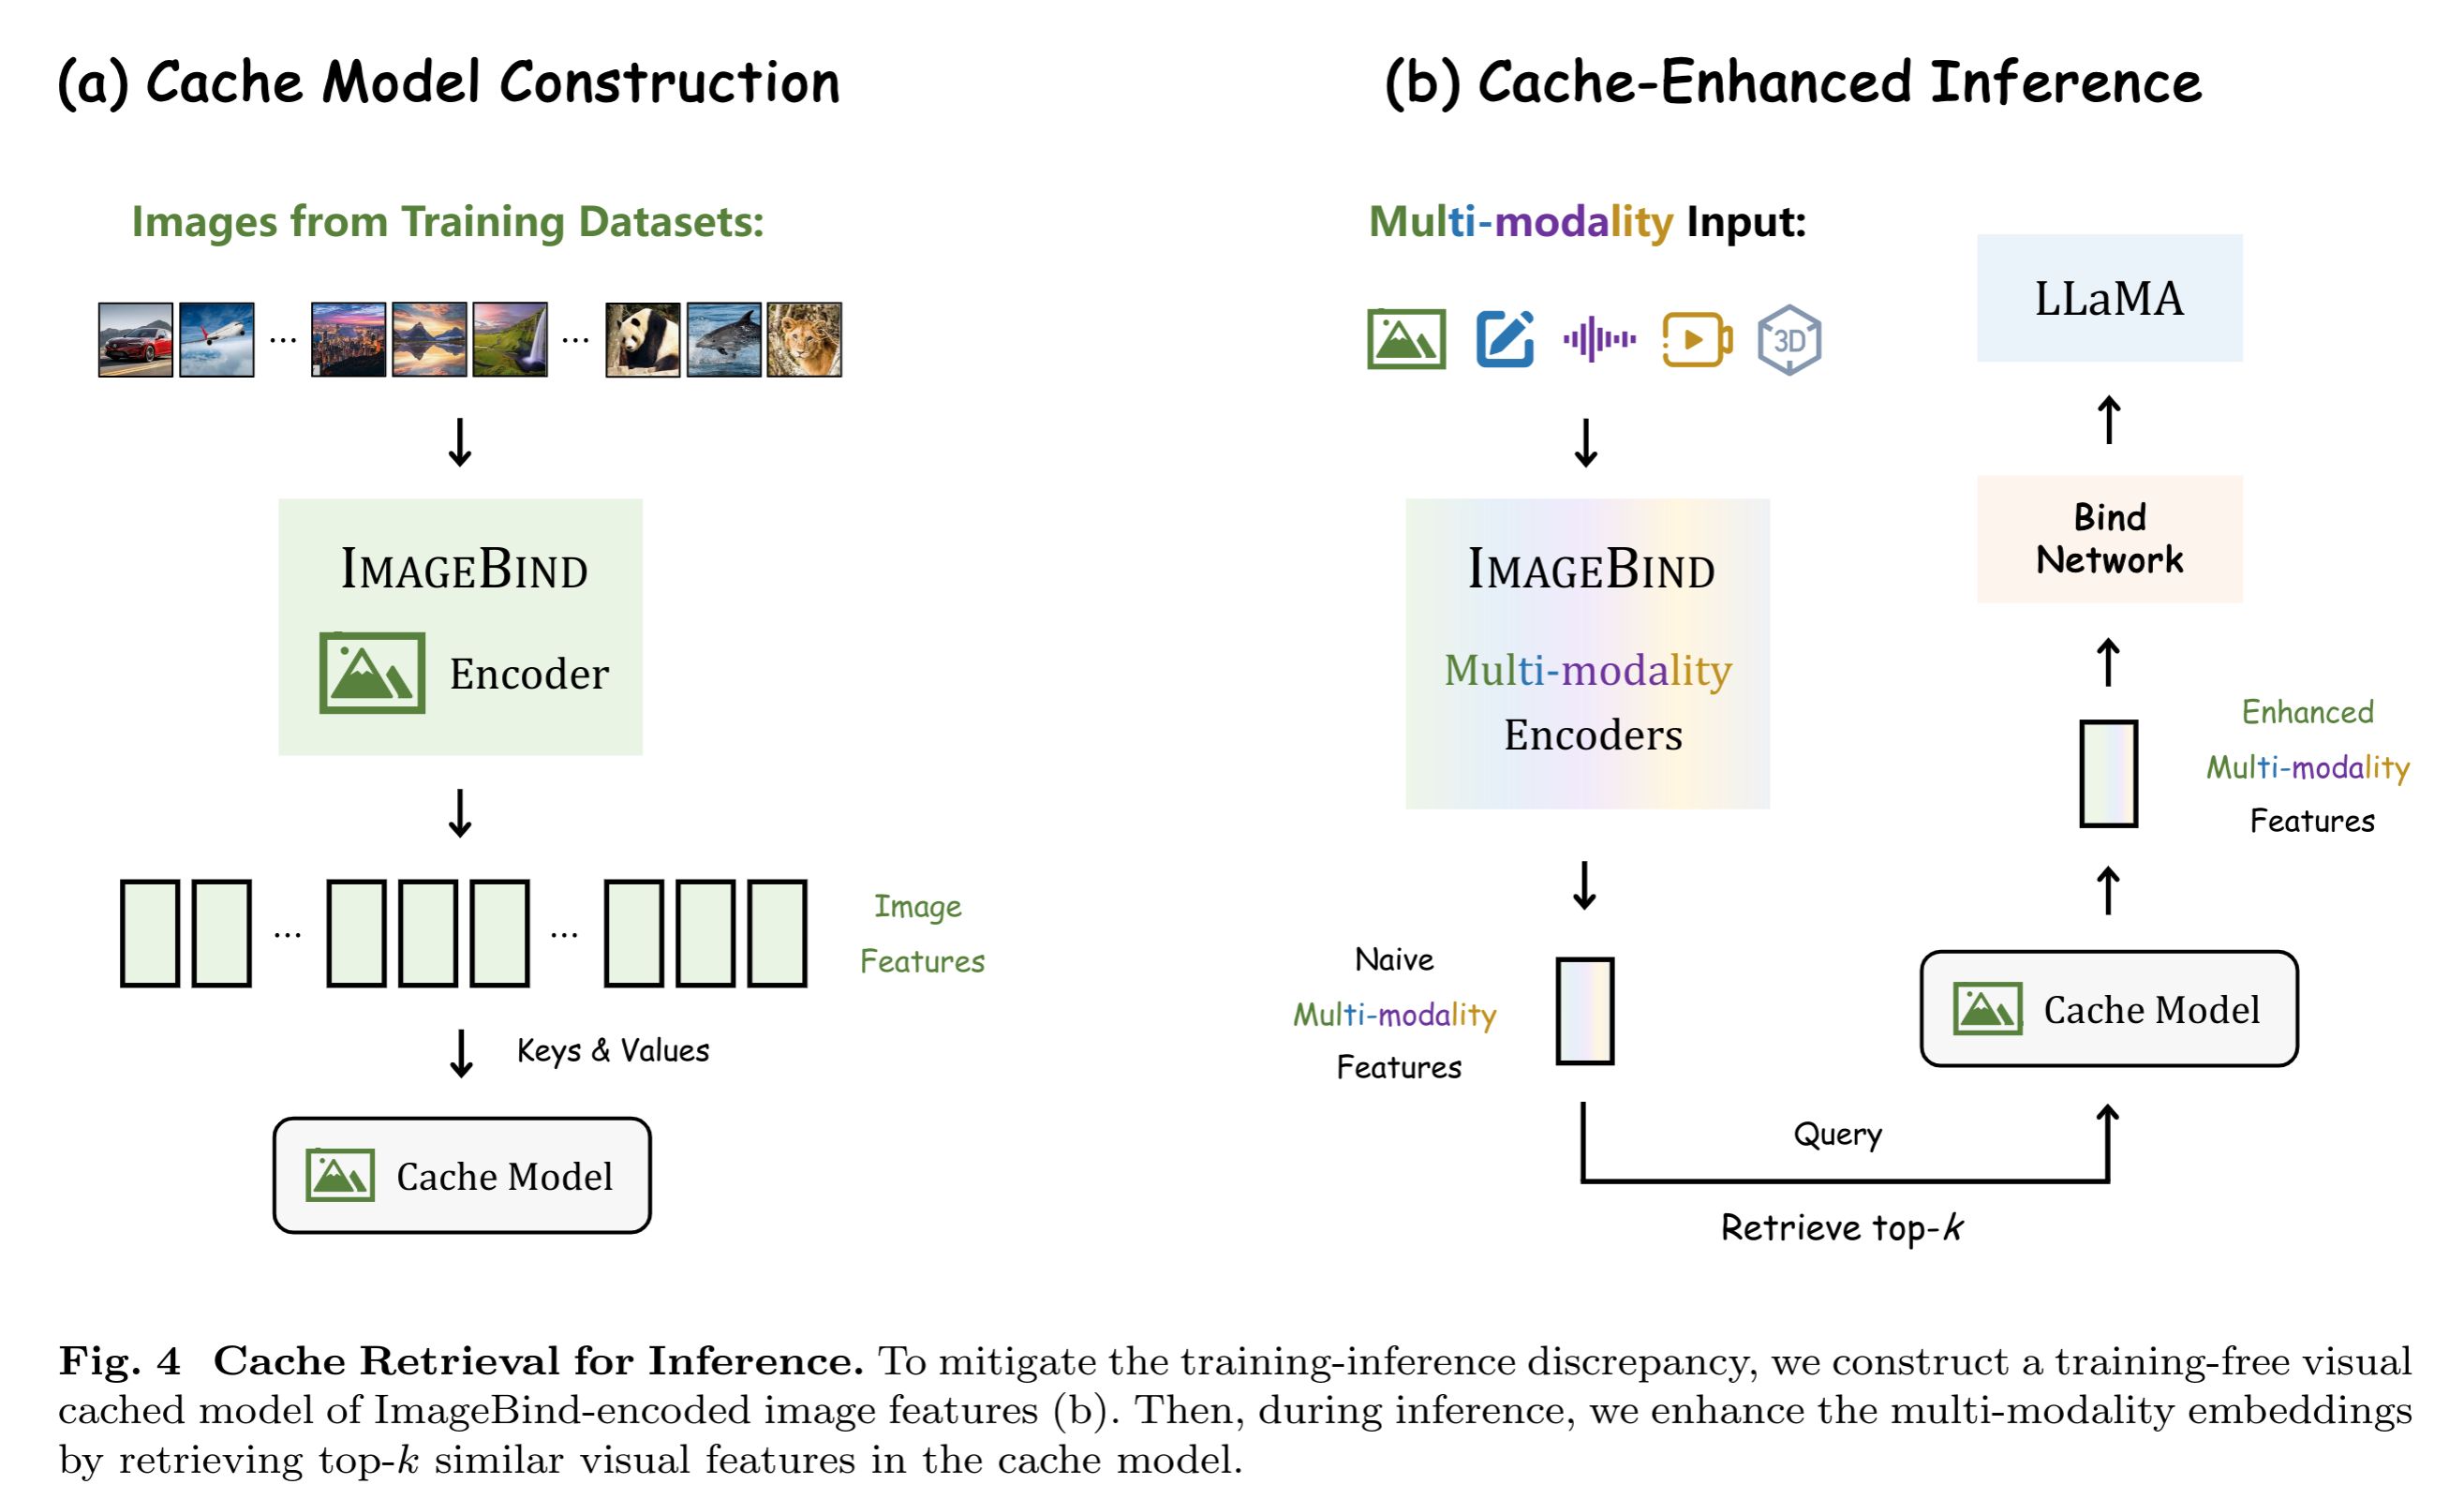 (a) Cache Model Construction
Images from Training Datasets:
...
...
IMAGEBIND
Encoder
...
...
Image
Features
Keys & Values
Cache Model
(b) Cache-Enhanced Inference
Multi-modality Input:
3D
IMAGEBIND
Multi-modality
Encoders
Naive
Multi-modality
Features
Query
Retrieve top-k
Cache Model
Enhanced
Multi-modality
Features
Bind
Network
LLaMA
Fig. 4 Cache Retrieval for Inference. To mitigate the training-inference discrepancy, we construct a training-free visual
cached model of ImageBind-encoded image features (b). Then, during inference, we enhance the multi-modality embeddings
by retrieving top-k similar visual features in the cache model.